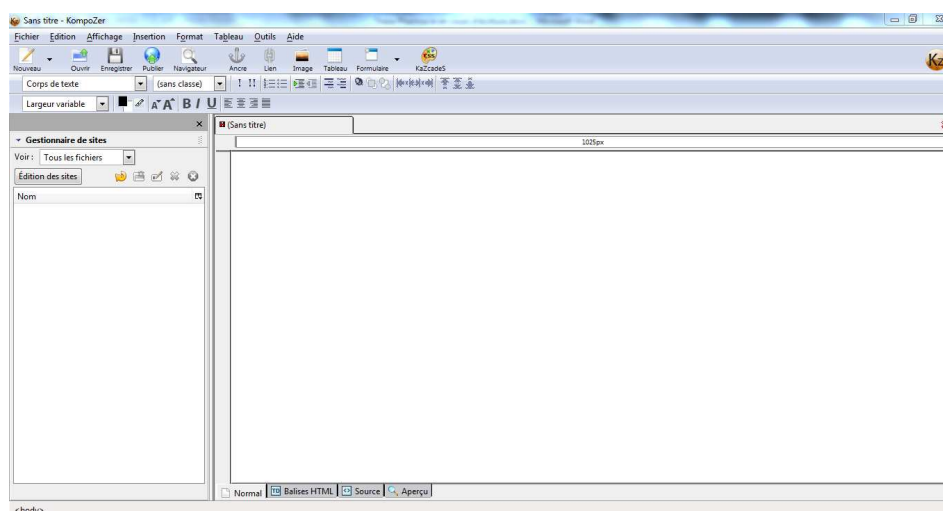 Sans titre - KompoZer
Fichier Edition Affichage Insertion Format Tableau Outils Aide
Nouveau Ouvrir Enregistrer Publier Navigateur Ancre Lien Image Tableau Formulaire KaZcadeS
Corps de texte (sans classe)
Largeur variable A A B I U
Gestionnaire de sites
(Sans titre)
1025px
Voir : Tous les fichiers
Édition des sites
Nom
Normal Balises HTML Source Aperçu
<body>